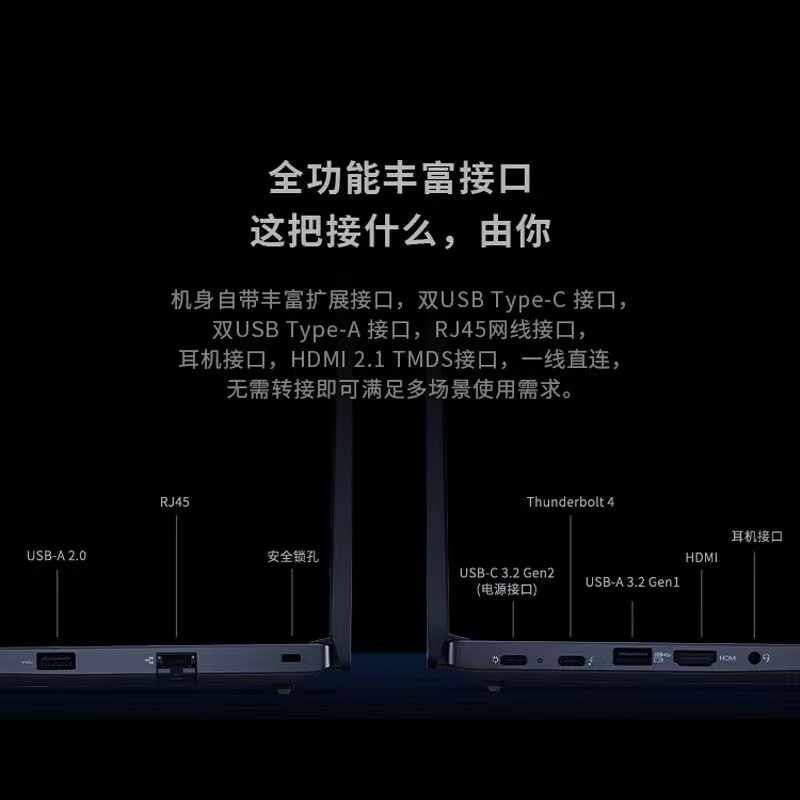 全功能丰富接口
这把接什么，由你
机身自带丰富扩展接口，双USB Type-C 接口，
双USB Type-A 接口，RJ45网线接口，
耳机接口，HDMI 2.1 TMDS接口，一线直连，
无需转接即可满足多场景使用需求。
RJ45
Thunderbolt 4
USB-A 2.0
安全锁孔
耳机接口
HDMI
USB-C 3.2 Gen2
(电源接口)
USB-A 3.2 Gen1
HDMI